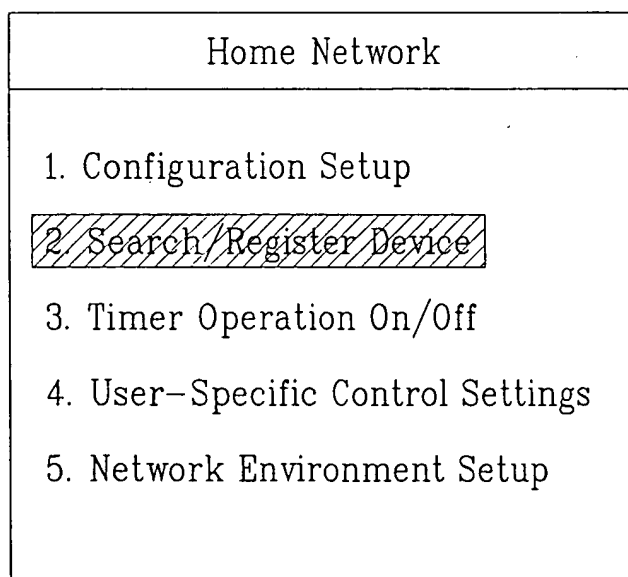 Home Network
1. Configuration Setup
2. Search/Register Device
3. Timer Operation On/Off
4. User-Specific Control Settings
5. Network Environment Setup